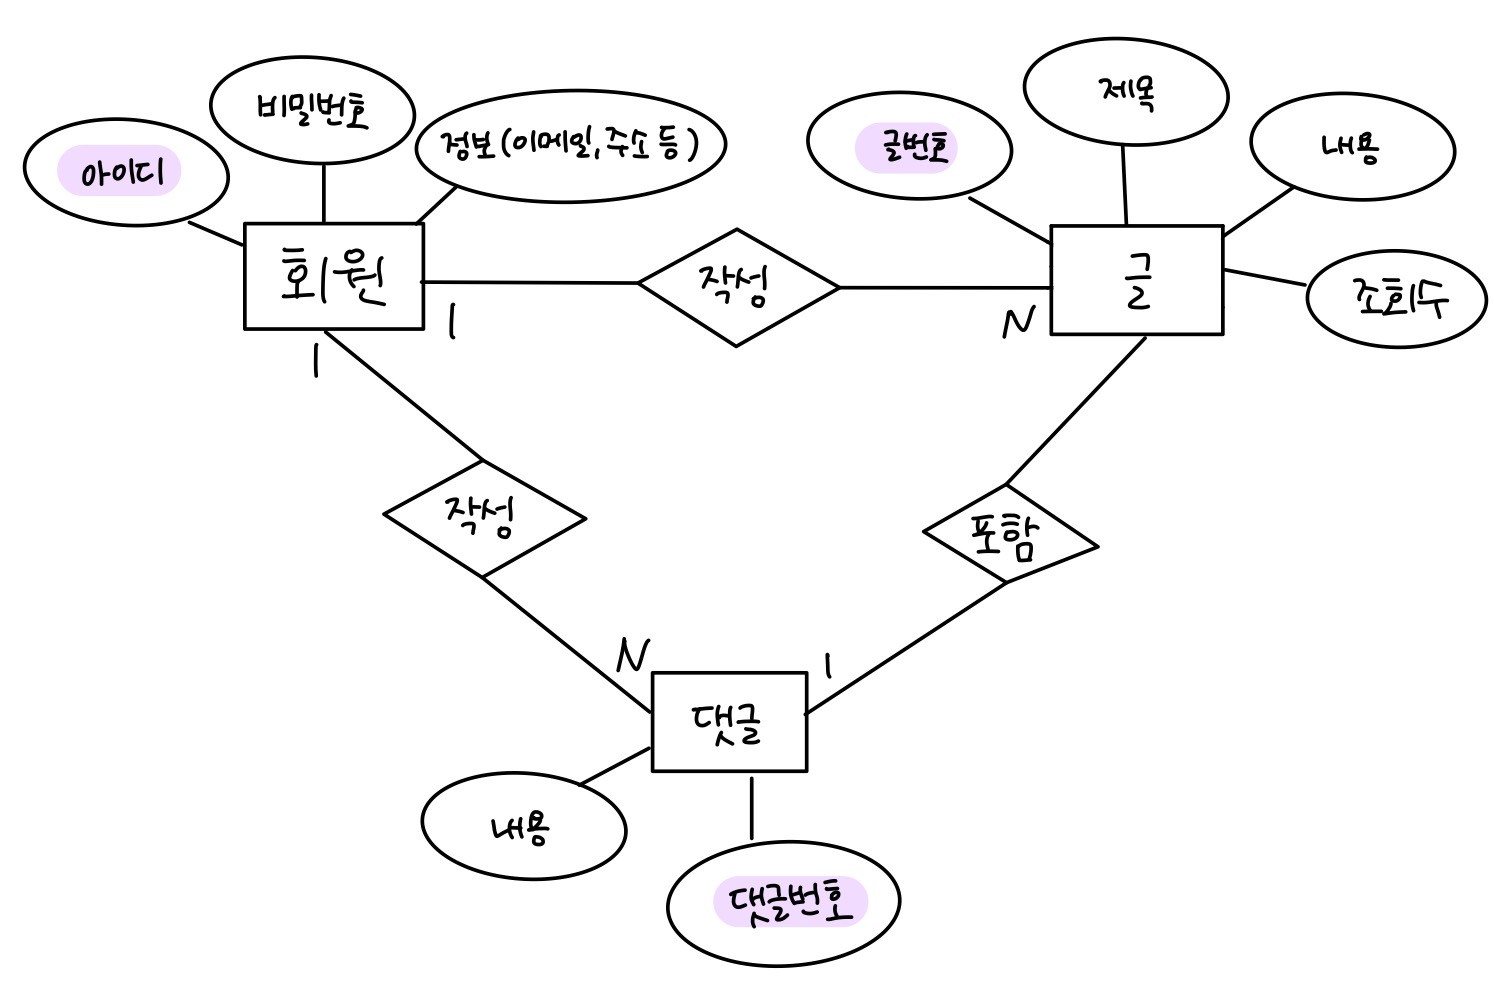 비밀번호
아이디
정보 (이메일, 주소 등)
제목
글번호
내용
회원
작성
글
조회수
1
N
1
작성
포함
N
1
댓글
내용
댓글번호